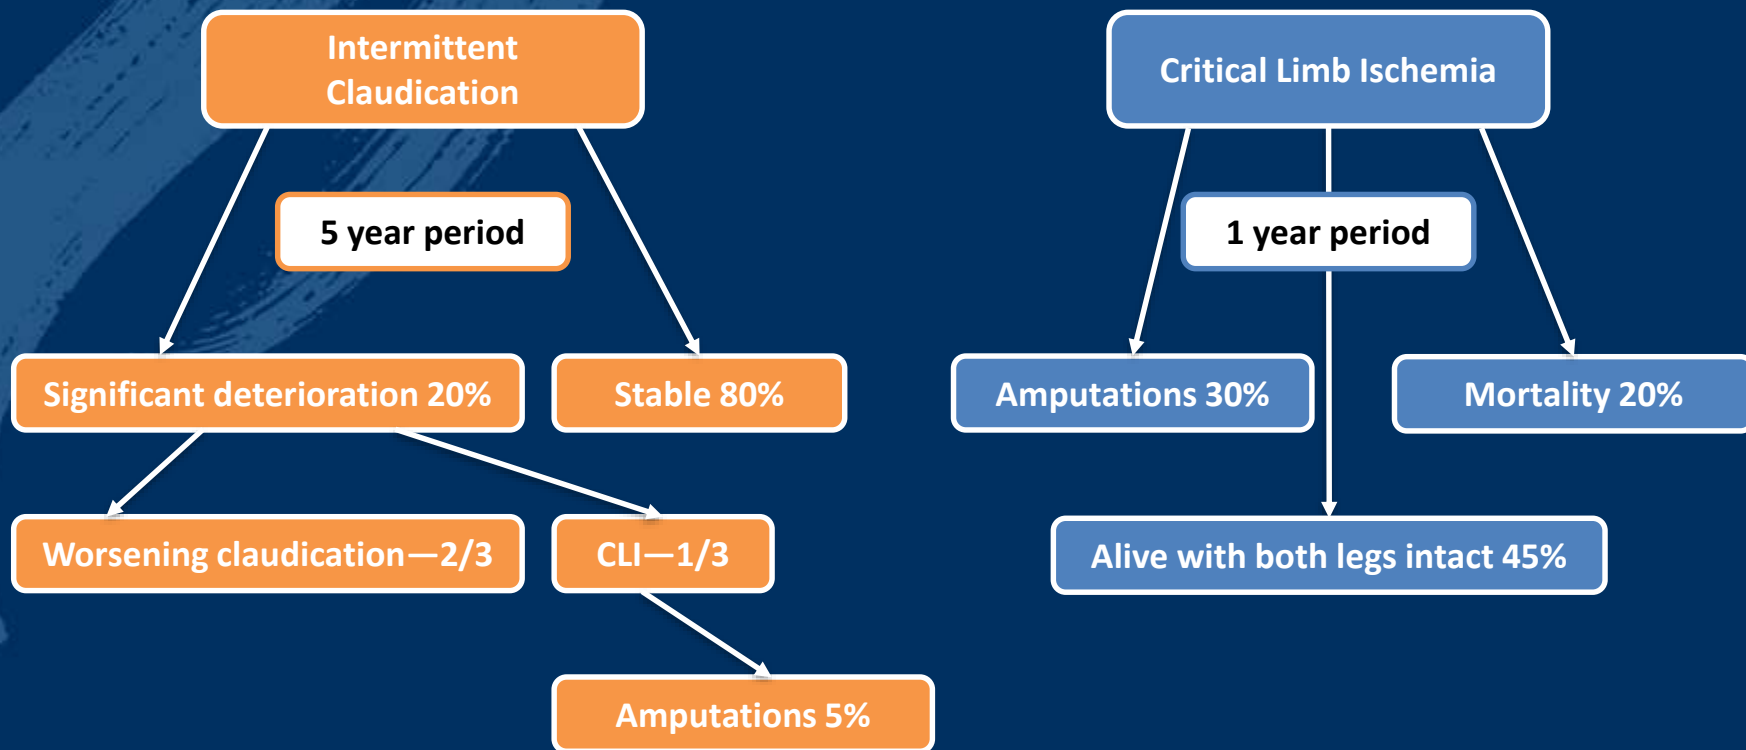 Intermittent
Claudication
5 year period
Significant deterioration 20%
Stable 80%
Worsening claudication—2/3
CLI—1/3
Amputations 5%
Critical Limb Ischemia
1 year period
Amputations 30%
Mortality 20%
Alive with both legs intact 45%